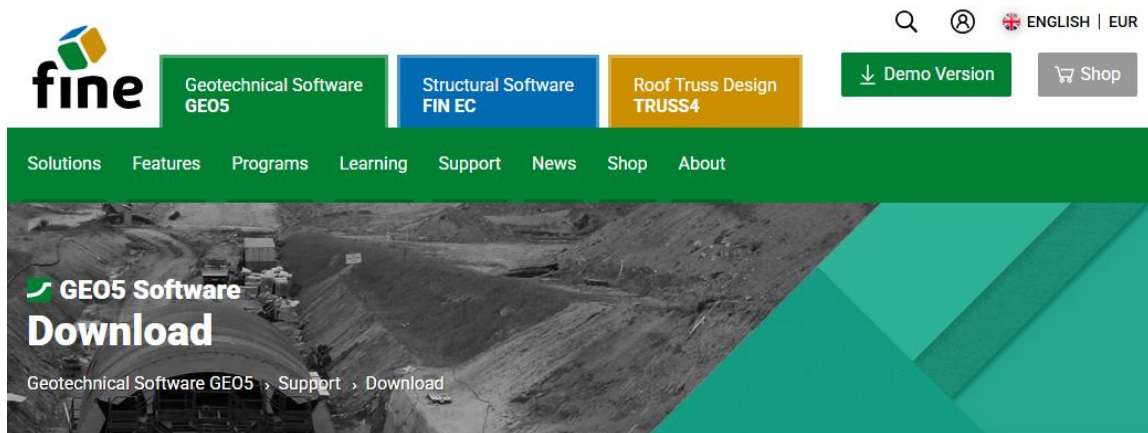 ENGLISH | EUR
fine
Geotechnical Software
GEO5
Structural Software
FIN EC
Roof Truss Design
TRUSS4
Demo Version
Shop
Solutions Features Programs Learning Support News Shop About
GEO5 Software
Download
Geotechnical Software GEO5 › Support › Download